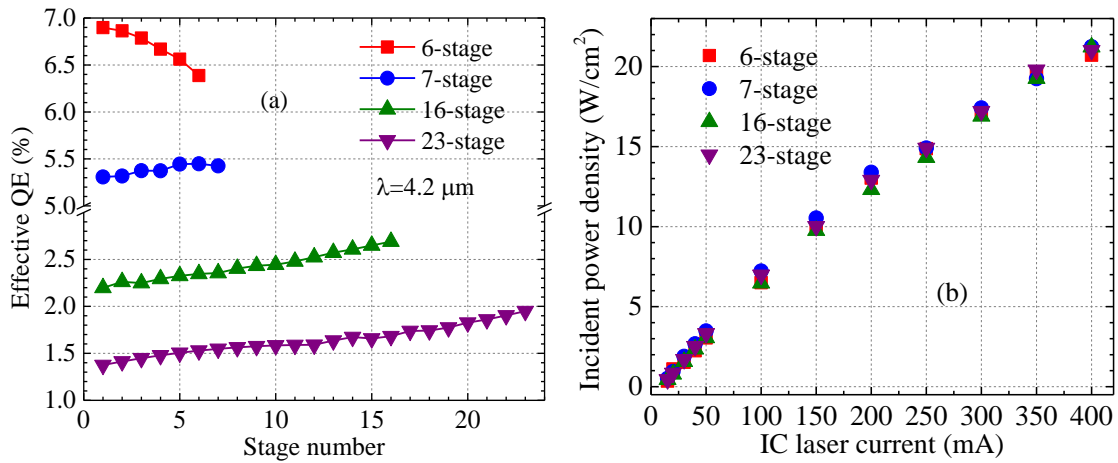 7.0
6.5
6.0
5.5
5.0
2.5
2.0
1.5
1.0
Effective QE (%)
6-stage
7-stage
16-stage
23-stage
(a)
λ=4.2 μm
0 5 10 15 20
Stage number
20
15
10
5
0
Incident power density (W/cm²)
6-stage
7-stage
16-stage
23-stage
(b)
0 50 100 150 200 250 300 350 400
IC laser current (mA)